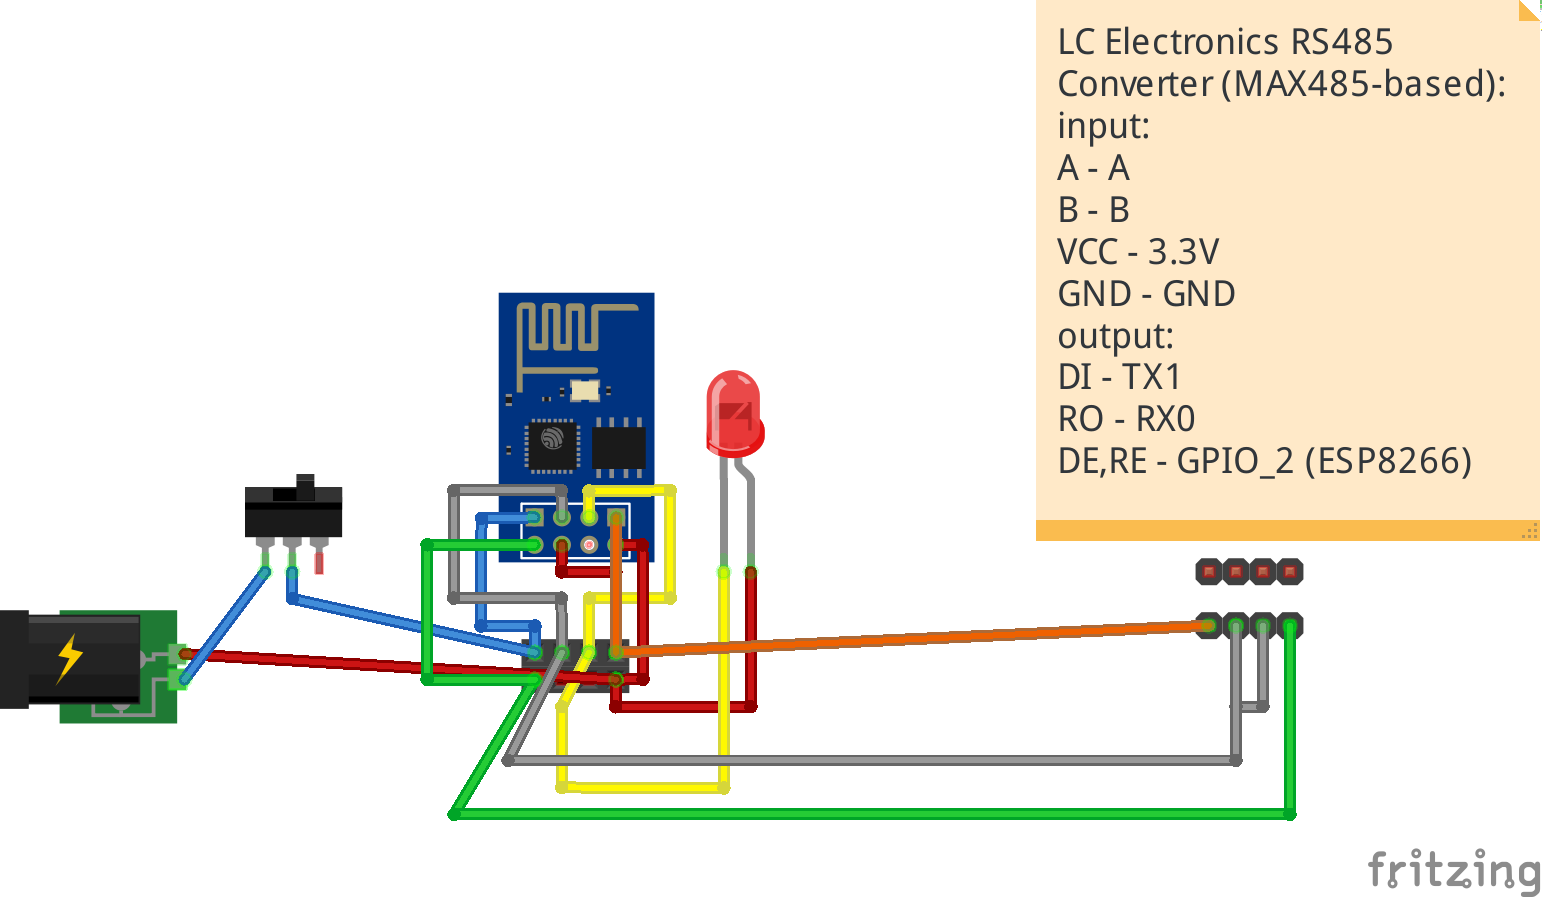 LC Electronics RS485
Converter (MAX485-based):
input:
A - A
B - B
VCC - 3.3V
GND - GND
output:
DI - TX1
RO - RX0
DE,RE - GPIO_2 (ESP8266)
fritzing